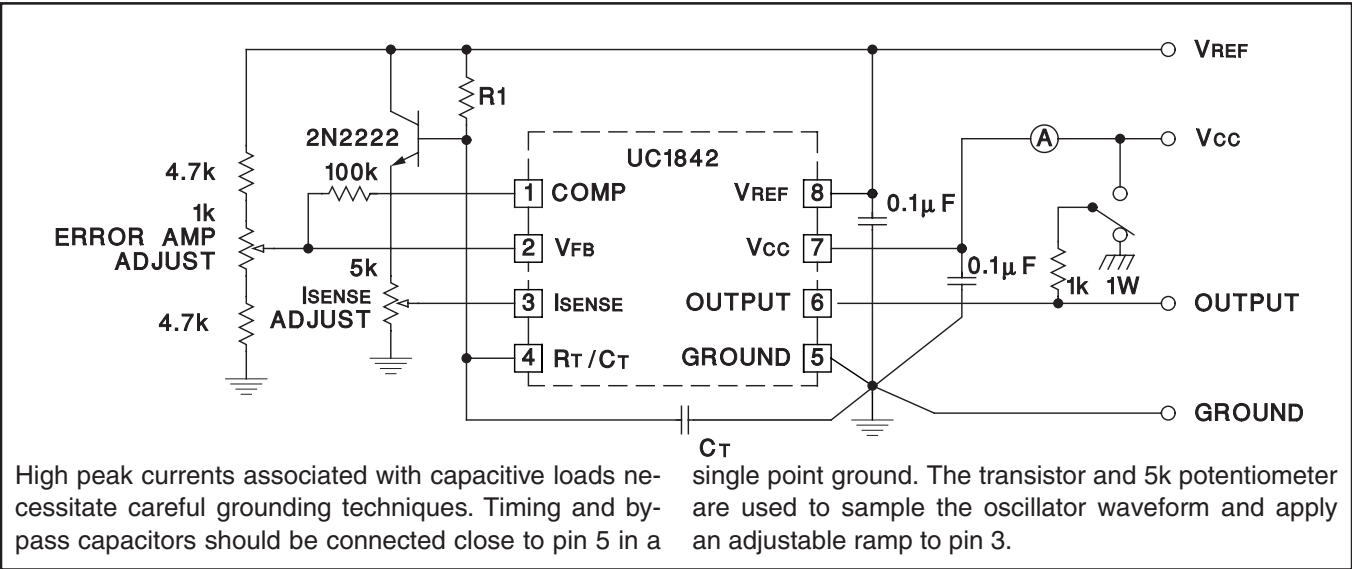 VREF
R1
2N2222
A
VCC
UC1842
4.7k
100k
1 COMP
VREF 8
0.1µF
1k
ERROR AMP
ADJUST
2 VFB
VCC 7
5k
0.1µF
ISENSE
ADJUST
3 ISENSE
OUTPUT 6
1k 1W
OUTPUT
4.7k
4 RT/CT
GROUND 5
GROUND
CT
High peak currents associated with capacitive loads ne-
cessitate careful grounding techniques. Timing and by-
pass capacitors should be connected close to pin 5 in a
single point ground. The transistor and 5k potentiometer
are used to sample the oscillator waveform and apply
an adjustable ramp to pin 3.